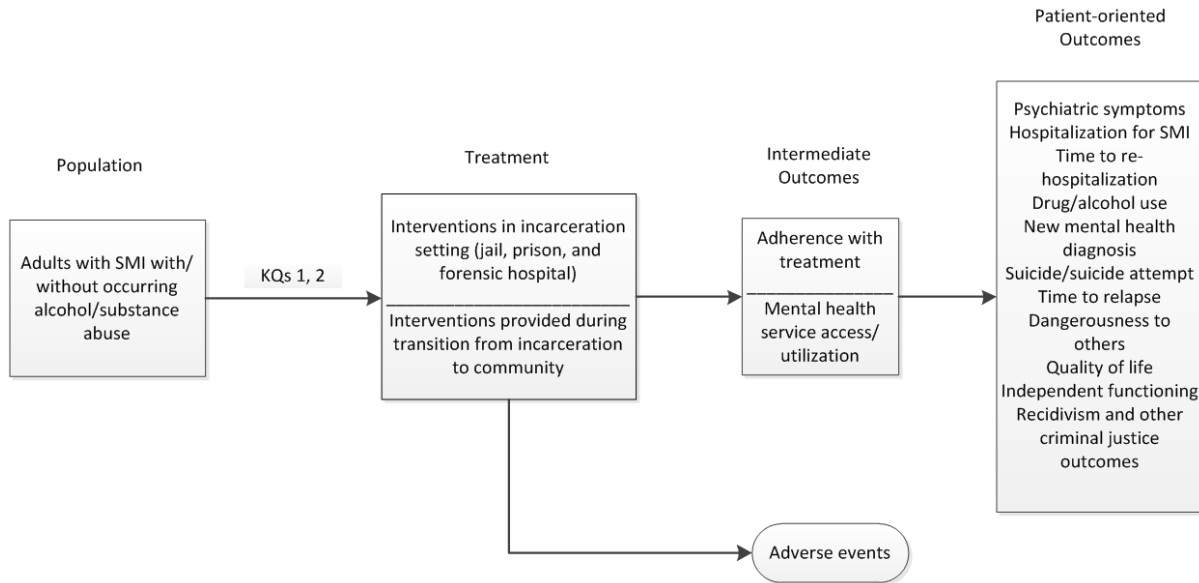 Population
Adults with SMI with/
without occurring
alcohol/substance
abuse
KQs 1, 2
Treatment
Interventions in incarceration
setting (jail, prison, and
forensic hospital)
Interventions provided during
transition from incarceration
to community
Intermediate
Outcomes
Adherence with
treatment
Mental health
service access/
utilization
Patient-oriented
Outcomes
Psychiatric symptoms
Hospitalization for SMI
Time to re-
hospitalization
Drug/alcohol use
New mental health
diagnosis
Suicide/suicide attempt
Time to relapse
Dangerousness to
others
Quality of life
Independent functioning
Recidivism and other
criminal justice
outcomes
Adverse events